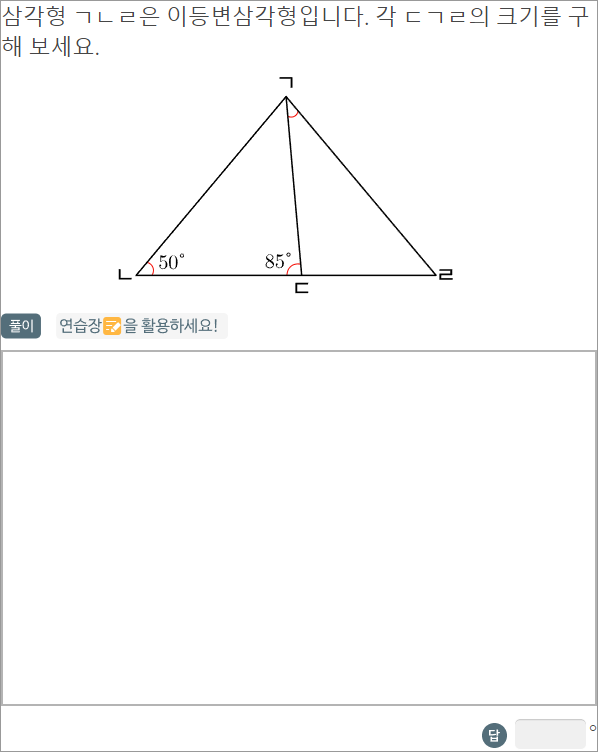 삼각형 ㄱㄴㄹ은 이등변삼각형입니다. 각 ㄷㄱㄹ의 크기를 구
해 보세요.
ㄱ
50°
85°
ㄴ
ㄷ
ㄹ
풀이 연습장을 활용하세요!
답 °